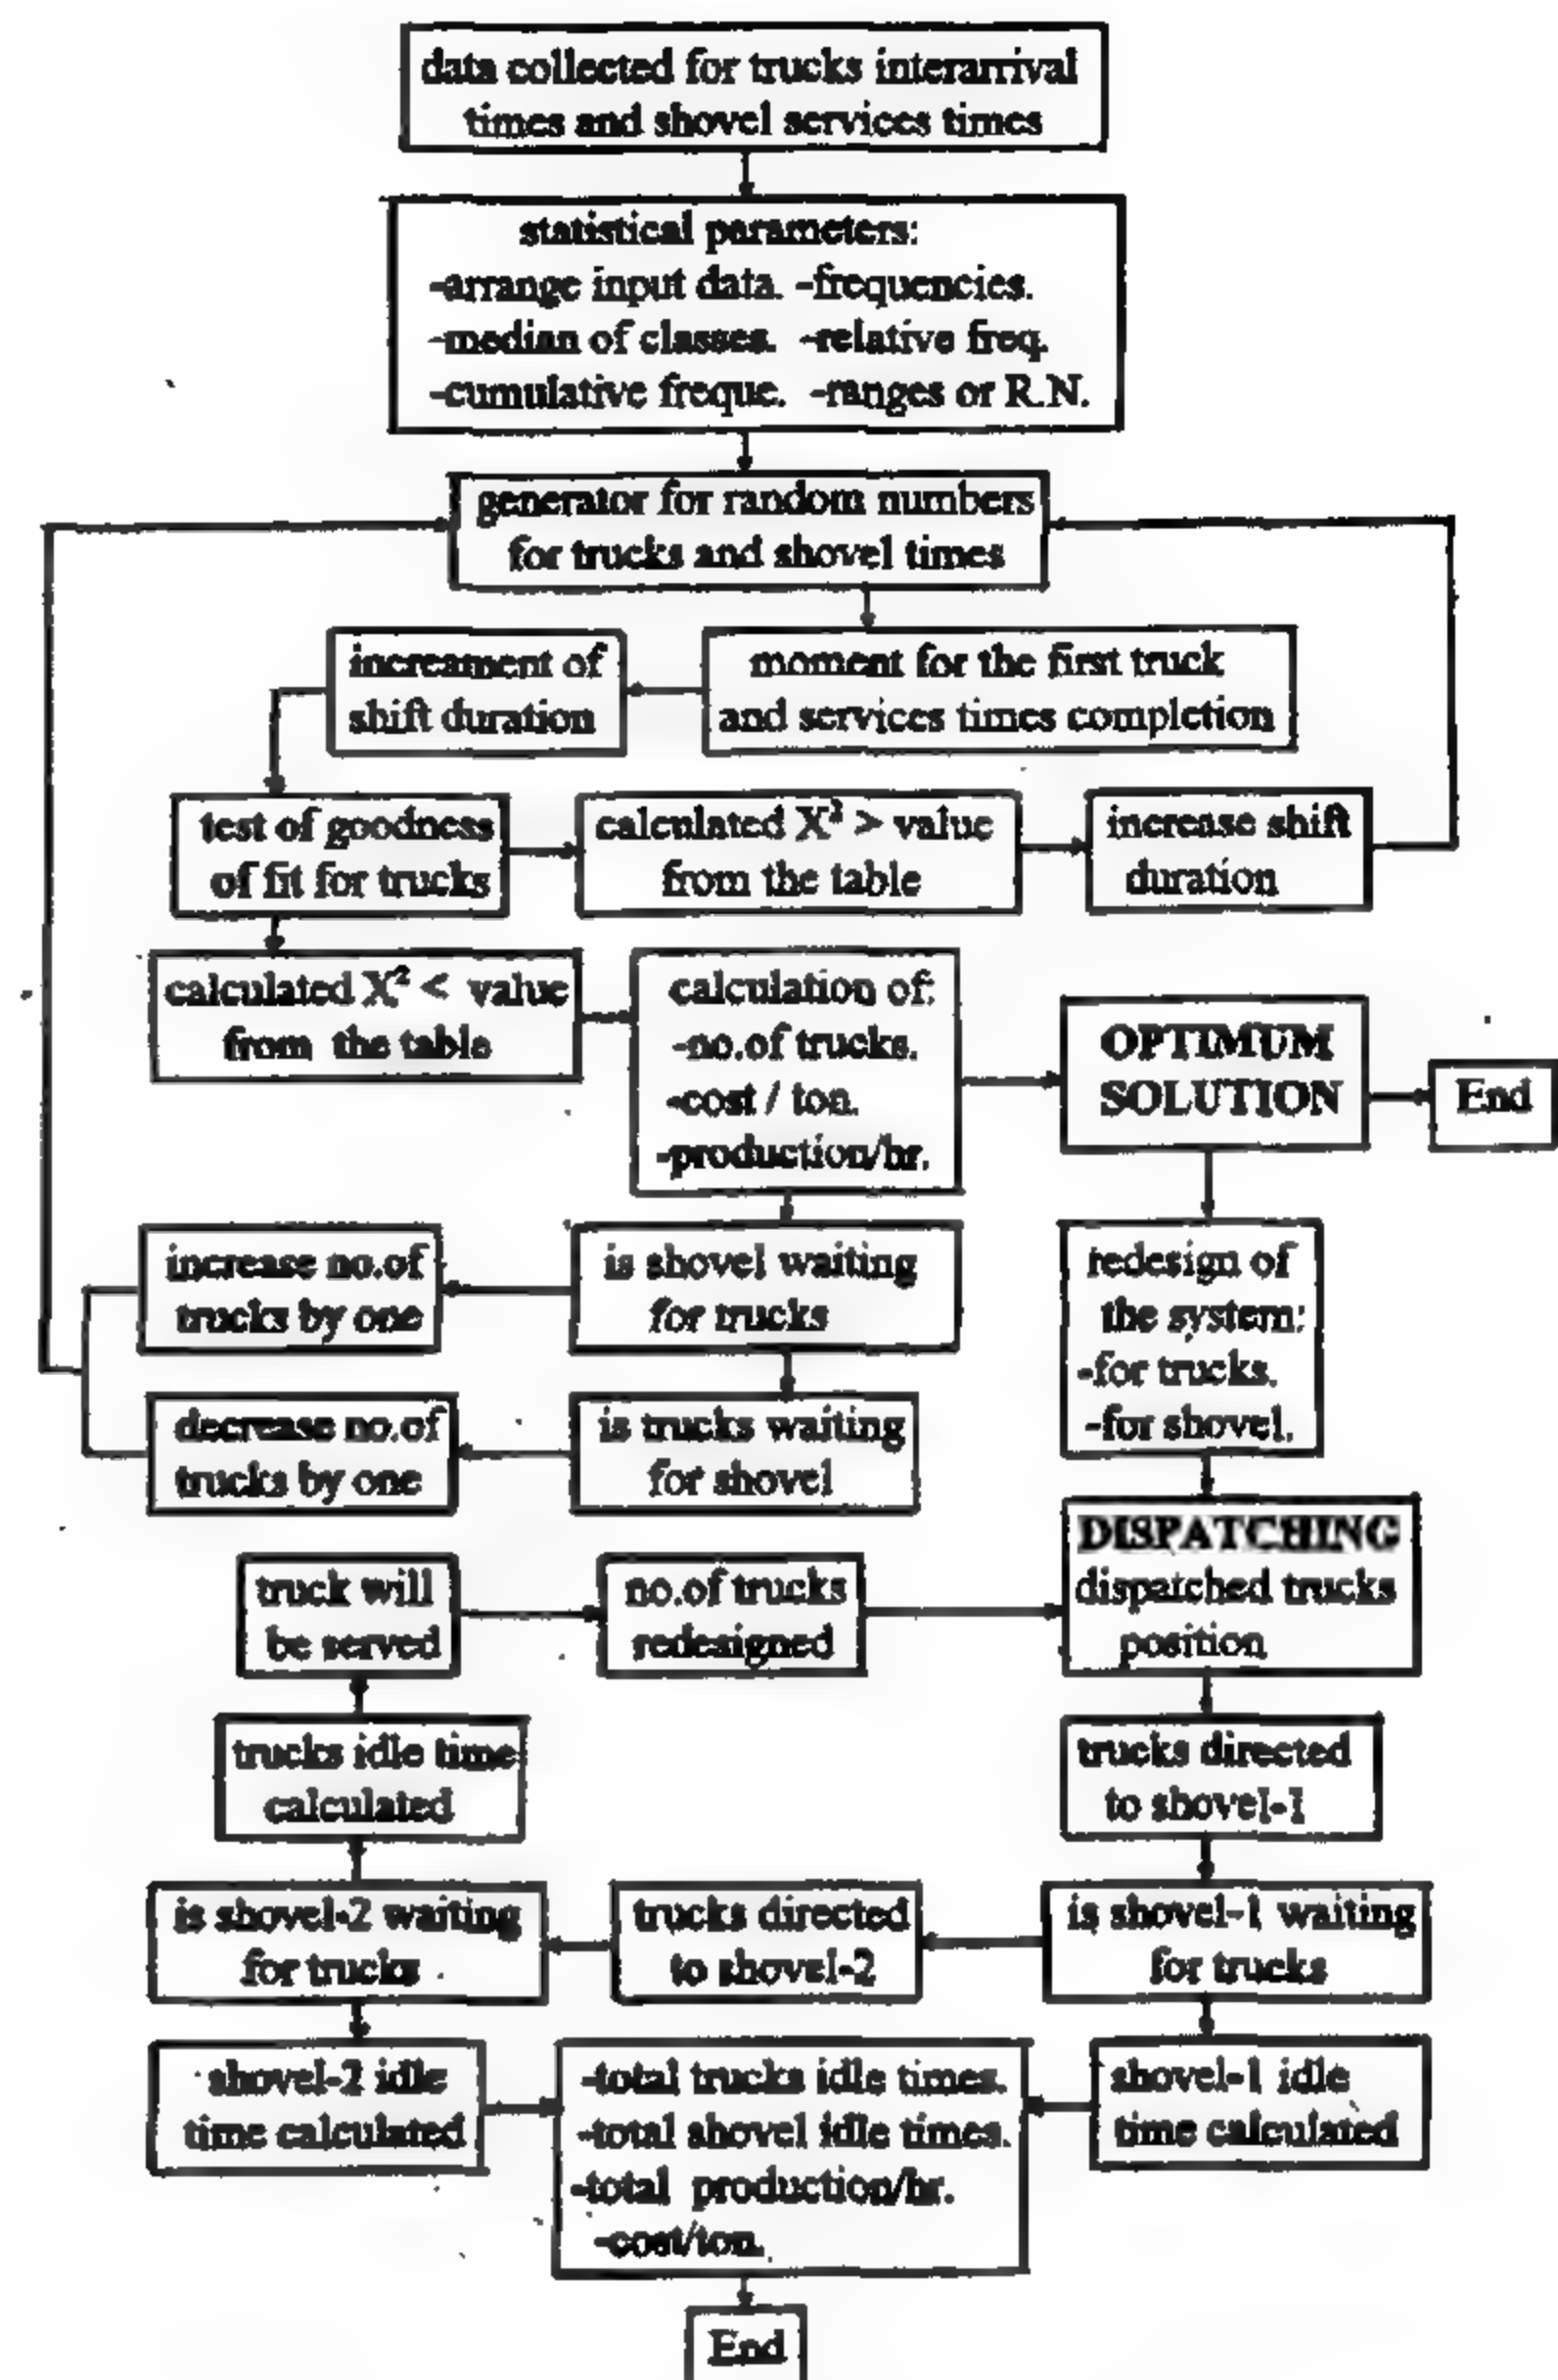 data collected for trucks interarrival
times and shovel services times
statistical parameters:
-arrange input data. -frequencies.
-median of classes. -relative freq.
-cumulative freque. -ranges or R.N.
generator for random numbers
for trucks and shovel times
increament of
shift duration
moment for the first truck
and services times completion
test of goodness
of fit for trucks
calculated X² > value
from the table
increase shift
duration
calculated X² < value
from the table
calculation of:
-no.of trucks.
-cost / ton.
-production/hr.
OPTIMUM
SOLUTION
End
increase no.of
trucks by one
is shovel waiting
for trucks
redesign of
the system:
-for trucks.
-for shovel.
decrease no.of
trucks by one
is trucks waiting
for shovel
DISPATCHING
dispatched trucks
position
truck will
be served
no.of trucks
redesigned
trucks idle time
calculated
trucks directed
to shovel-1
is shovel-2 waiting
for trucks
trucks directed
to shovel-2
is shovel-1 waiting
for trucks
shovel-2 idle
time calculated
-total trucks idle times.
-total shovel idle times.
-total production/hr.
-cost/ton.
shovel-1 idle
time calculated
End